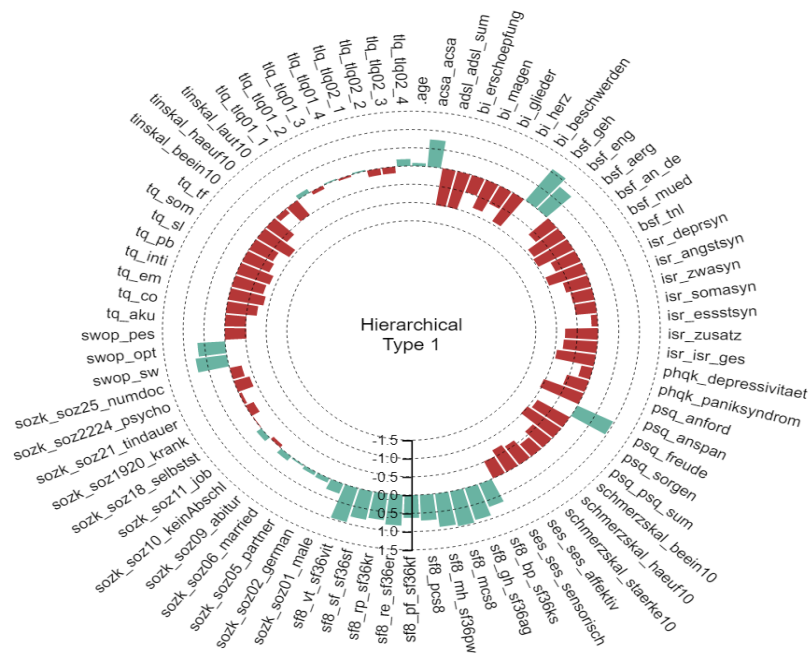 Hierarchical
Type 1
-1.5
-1.0
-0.5
0.0
0.5
1.0
1.5
age
acsa_acsa
adsl_adsl_sum
bi_erschoepfung
bi_magen
bi_glieder
bi_herz
bi_beschwerden
bsf_geh
bsf_eng
bsf_aerg
bsf_an_de
bsf_mued
bsf_tnl
isr_deprsyn
isr_angstsyn
isr_zwasyn
isr_somasyn
isr_essstsyn
isr_zusatz
isr_isr_ges
phqk_depressivitaet
phqk_paniksyndrom
psq_anford
psq_anspan
psq_freude
psq_sorgen
psq_psq_sum
schmerzskal_beein10
schmerzskal_haeuf10
schmerzskal_staerke10
ses_ses_affektiv
ses_ses_sensorisch
sf8_bp_sf36ks
sf8_gh_sf36ag
sf8_mcs8
sf8_mh_sf36pw
sf8_pcs8
sf8_pf_sf36kf
sf8_re_sf36er
sf8_rp_sf36kr
sf8_sf_sf36sf
sf8_vt_sf36vit
sozk_soz01_male
sozk_soz02_german
sozk_soz05_partner
sozk_soz06_married
sozk_soz09_abitur
sozk_soz10_keinAbschl
sozk_soz11_job
sozk_soz18_selbstst
sozk_soz1920_krank
sozk_soz21_tindauer
sozk_soz2224_psycho
sozk_soz25_numdoc
swop_sw
swop_opt
swop_pes
tq_aku
tq_co
tq_em
tq_inti
tq_pb
tq_sl
tq_som
tq_tf
tinskal_beein10
tinskal_haeuf10
tinskal_laut10
tlq_tlq01_1
tlq_tlq01_2
tlq_tlq01_3
tlq_tlq01_4
tlq_tlq02_1
tlq_tlq02_2
tlq_tlq02_3
tlq_tlq02_4